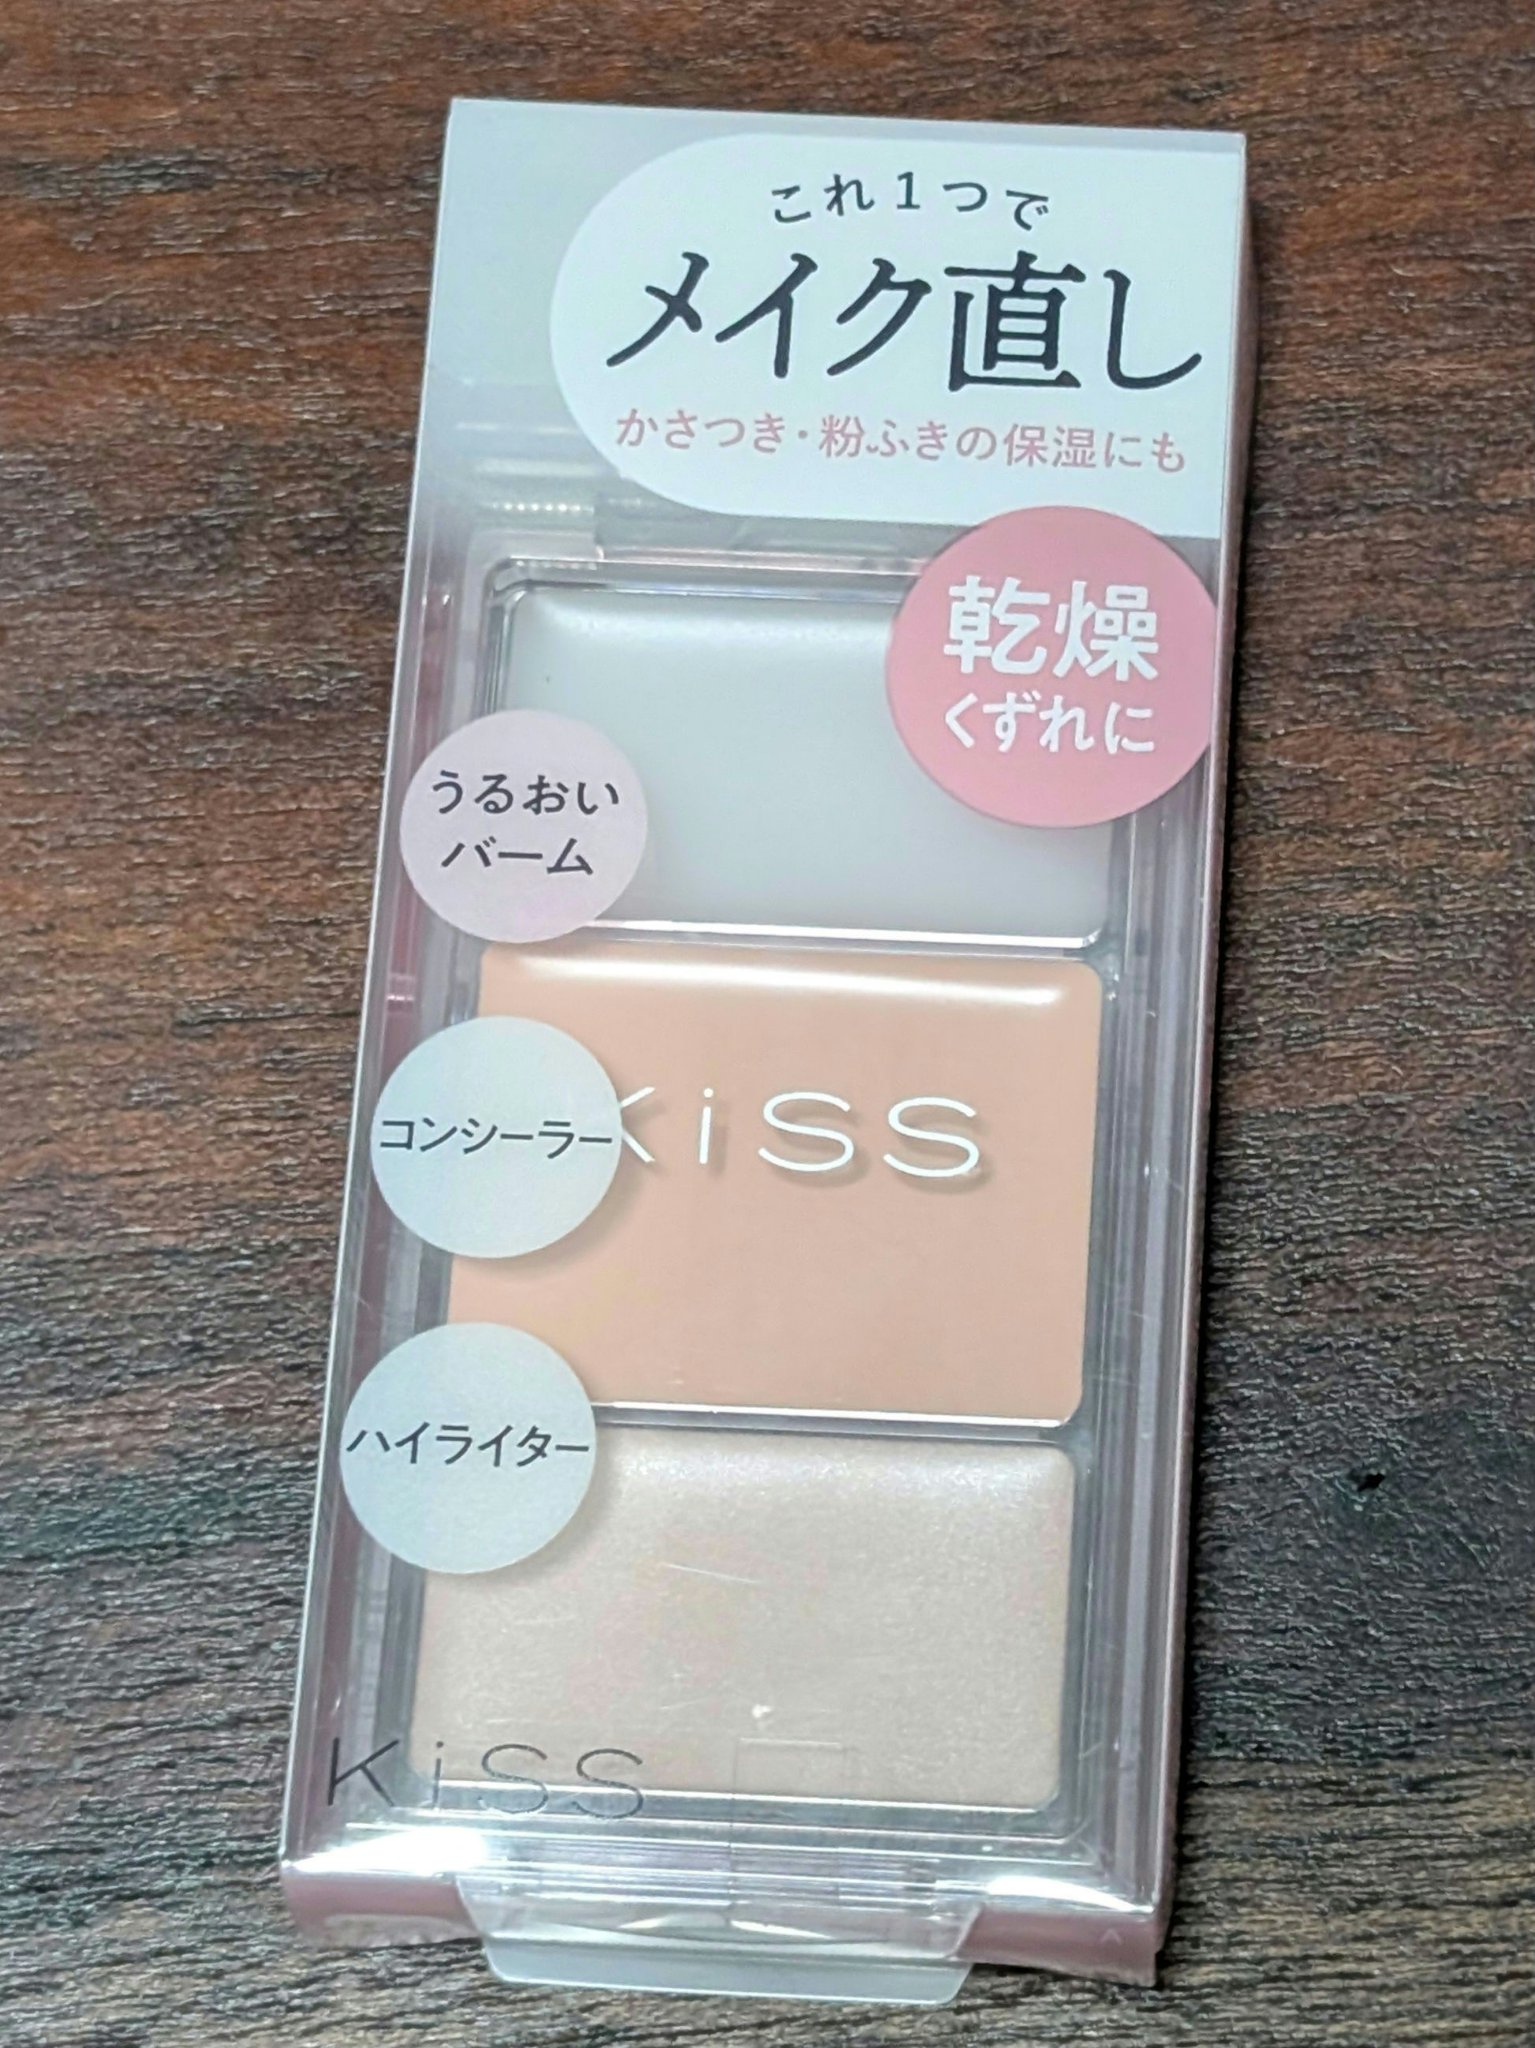 これ1つで
メイク直し
かさつき・粉ふきの保湿にも
乾燥
くずれに
うるおい
バーム
コンシーラー
KiSS
ハイライター
KiSS